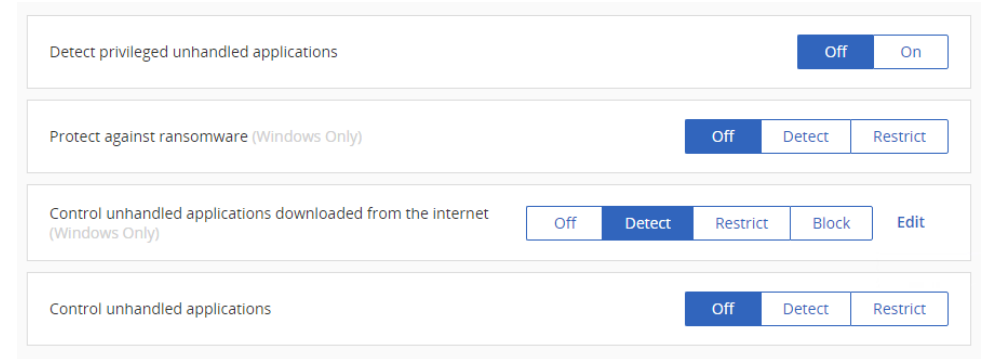 Detect privileged unhandled applications
Off On
Protect against ransomware (Windows Only)
Off Detect Restrict
Control unhandled applications downloaded from the internet
(Windows Only)
Off Detect Restrict Block Edit
Control unhandled applications
Off Detect Restrict